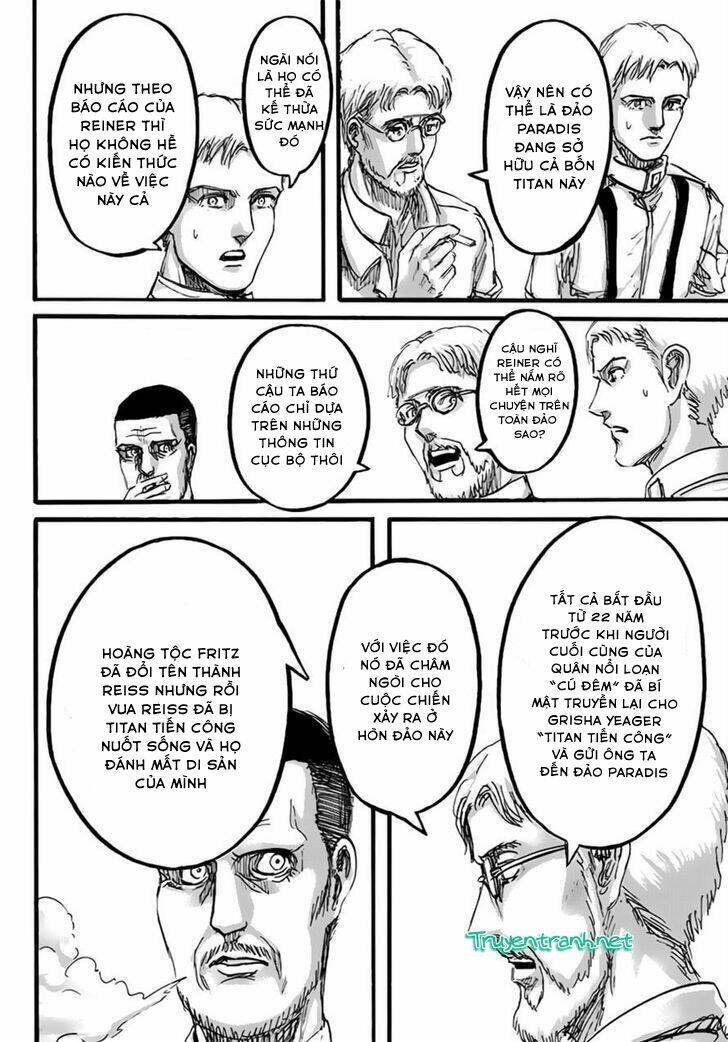 VẬY NÊN CÓ
THỂ LÀ ĐẢO
PARADIS
ĐANG SỞ
HỮU CẢ BỐN
TITAN NÀY
NGÀI NÓI
LÀ HỌ CÓ
THỂ ĐÃ
KẾ THỪA
SỨC MẠNH
ĐÓ
NHƯNG THEO
BÁO CÁO CỦA
REINER THÌ
HỌ KHÔNG HỀ
CÓ KIẾN THỨC
NÀO VỀ VIỆC
NÀY CẢ
CẬU NGHĨ
REINER CÓ
THỂ NẮM RÕ
HẾT MỌI
CHUYỆN TRÊN
TOÀN ĐẢO
SAO?
NHỮNG THỨ
CẬU TA BÁO
CÁO CHỈ DỰA
TRÊN NHỮNG
THÔNG TIN
CỤC BỘ THÔI
TẤT CẢ BẮT ĐẦU
TỪ 22 NĂM
TRƯỚC KHI NGƯỜI
CUỐI CÙNG CỦA
QUÂN NỔI LOẠN
"CÚ ĐÊM" ĐÃ BÍ
MẬT TRUYỀN LẠI CHO
GRISHA YEAGER
"TITAN TIẾN CÔNG"
VÀ GỬI ÔNG TA
ĐẾN ĐẢO PARADIS
VỚI VIỆC ĐÓ
NÓ ĐÃ CHÂM
NGÒI CHO
CUỘC CHIẾN
XẢY RA Ở
HÒN ĐẢO NÀY
HOÀNG TỘC FRITZ
ĐÃ ĐỔI TÊN THÀNH
REISS NHƯNG RỒI
VUA REISS ĐÃ BỊ
TITAN TIẾN CÔNG
NUỐT SỐNG VÀ HỌ
ĐÁNH MẤT DI SẢN
CỦA MÌNH
Truyentranh.net